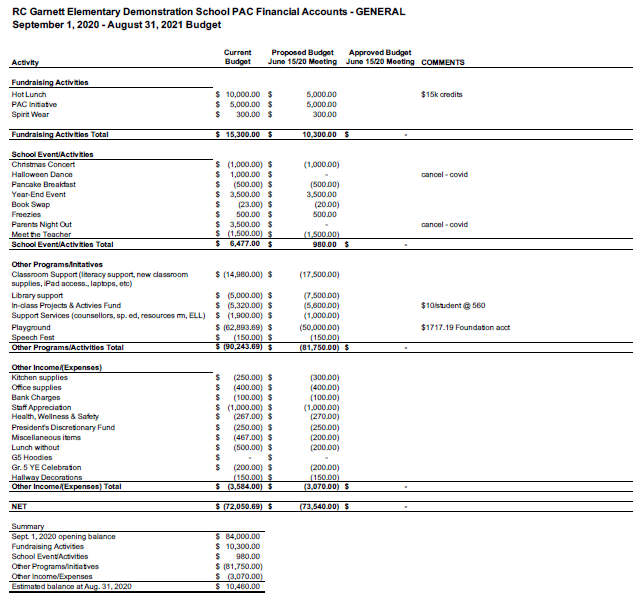 RC Garnett Elementary Demonstration School PAC Financial Accounts - GENERAL
September 1, 2020 - August 31, 2021 Budget
Current Proposed Budget Approved Budget
Activity Budget June 15/20 Meeting June 15/20 Meeting COMMENTS
Fundraising Activities
Hot Lunch $ 10,000.00 $ 5,000.00 $15k credits
PAC Initiative $ 5,000.00 $ 5,000.00
Spirit Wear $ 300.00 $ 300.00
Fundraising Activities Total $ 15,300.00 $ 10,300.00 $ -
School Event/Activities
Christmas Concert $ (1,000.00) $ (1,000.00)
Halloween Dance $ 1,000.00 $ - cancel - covid
Pancake Breakfast $ (500.00) $ (500.00)
Year-End Event $ 3,500.00 $ 3,500.00
Book Swap $ (23.00) $ (20.00)
Freezies $ 500.00 $ 500.00
Parents Night Out $ 3,500.00 $ - cancel - covid
Meet the Teacher $ (1,500.00) $ (1,500.00)
School Event/Activities Total $ 6,477.00 $ 980.00 $ -
Other Programs/Initatives
Classroom Support (literacy support, new classroom $ (14,980.00) $ (17,500.00)
supplies, iPad access., laptops, etc)
Library support $ (5,000.00) $ (7,500.00)
In-class Projects & Activies Fund $ (5,320.00) $ (5,600.00) $10/student @ 560
Support Services (counsellors, sp. ed, resources rm, ELL) $ (1,900.00) $ (1,000.00)
Playground $ (62,893.69) $ (50,000.00) $1717.19 Foundation acct
Speech Fest $ (150.00) $ (150.00)
Other Programs/Activities Total $ (90,243.69) $ (81,750.00) $ -
Other Income/(Expenses)
Kitchen supplies $ (250.00) $ (300.00)
Office supplies $ (400.00) $ (400.00)
Bank Charges $ (100.00) $ (100.00)
Staff Appreciation $ (1,000.00) $ (1,000.00)
Health, Wellness & Safety $ (267.00) $ (270.00)
President's Discretionary Fund $ (250.00) $ (250.00)
Miscellaneous items $ (467.00) $ (200.00)
Lunch without $ (500.00) $ (200.00)
G5 Hoodies $ - $ -
Gr. 5 YE Celebration $ (200.00) $ (200.00)
Hallway Decorations (150.00) $ (150.00)
Other Income/(Expenses) Total $ (3,584.00) $ (3,070.00) $ -
NET $ (72,050.69) $ (73,540.00) $ -
Summary
Sept. 1, 2020 opening balance $ 84,000.00
Fundraising Activities $ 10,300.00
School Event/Activities $ 980.00
Other Programs/Initiatives $ (81,750.00)
Other Income/Expenses $ (3,070.00)
Estimated balance at Aug. 31, 2020 $ 10,460.00